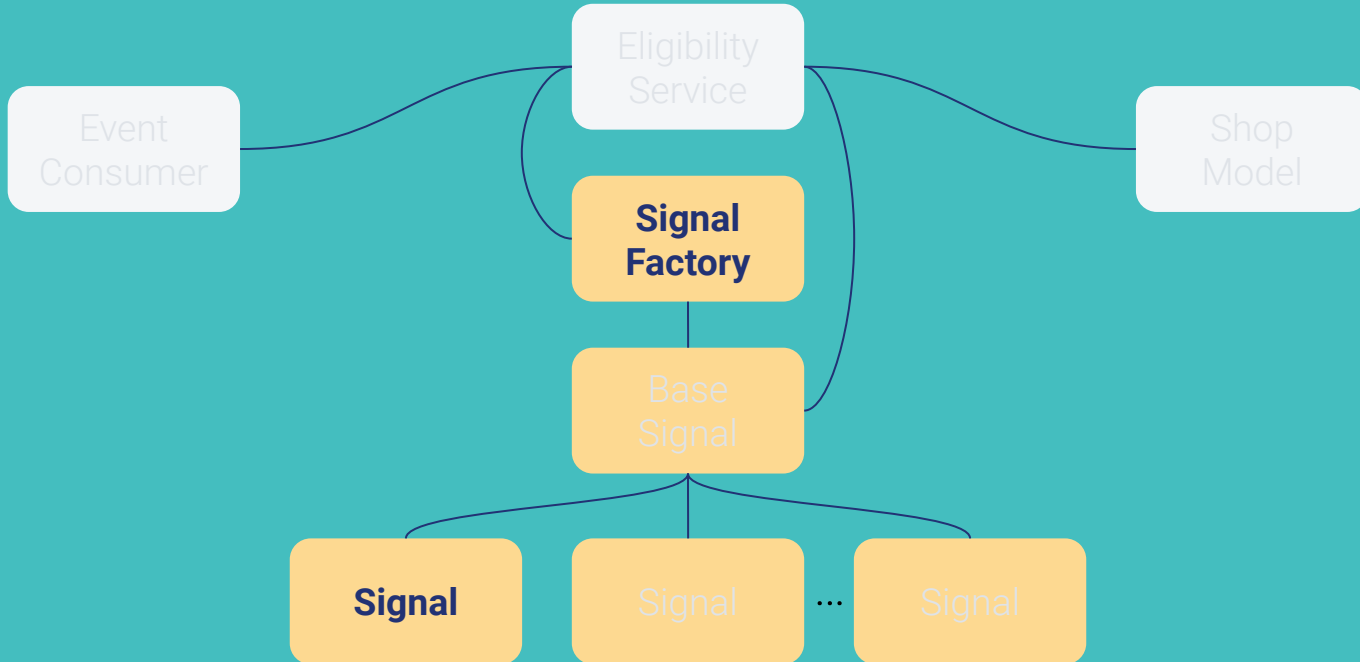 Eligibility
Service
Event
Consumer
Shop
Model
Signal
Factory
Base
Signal
Signal
Signal
...
Signal